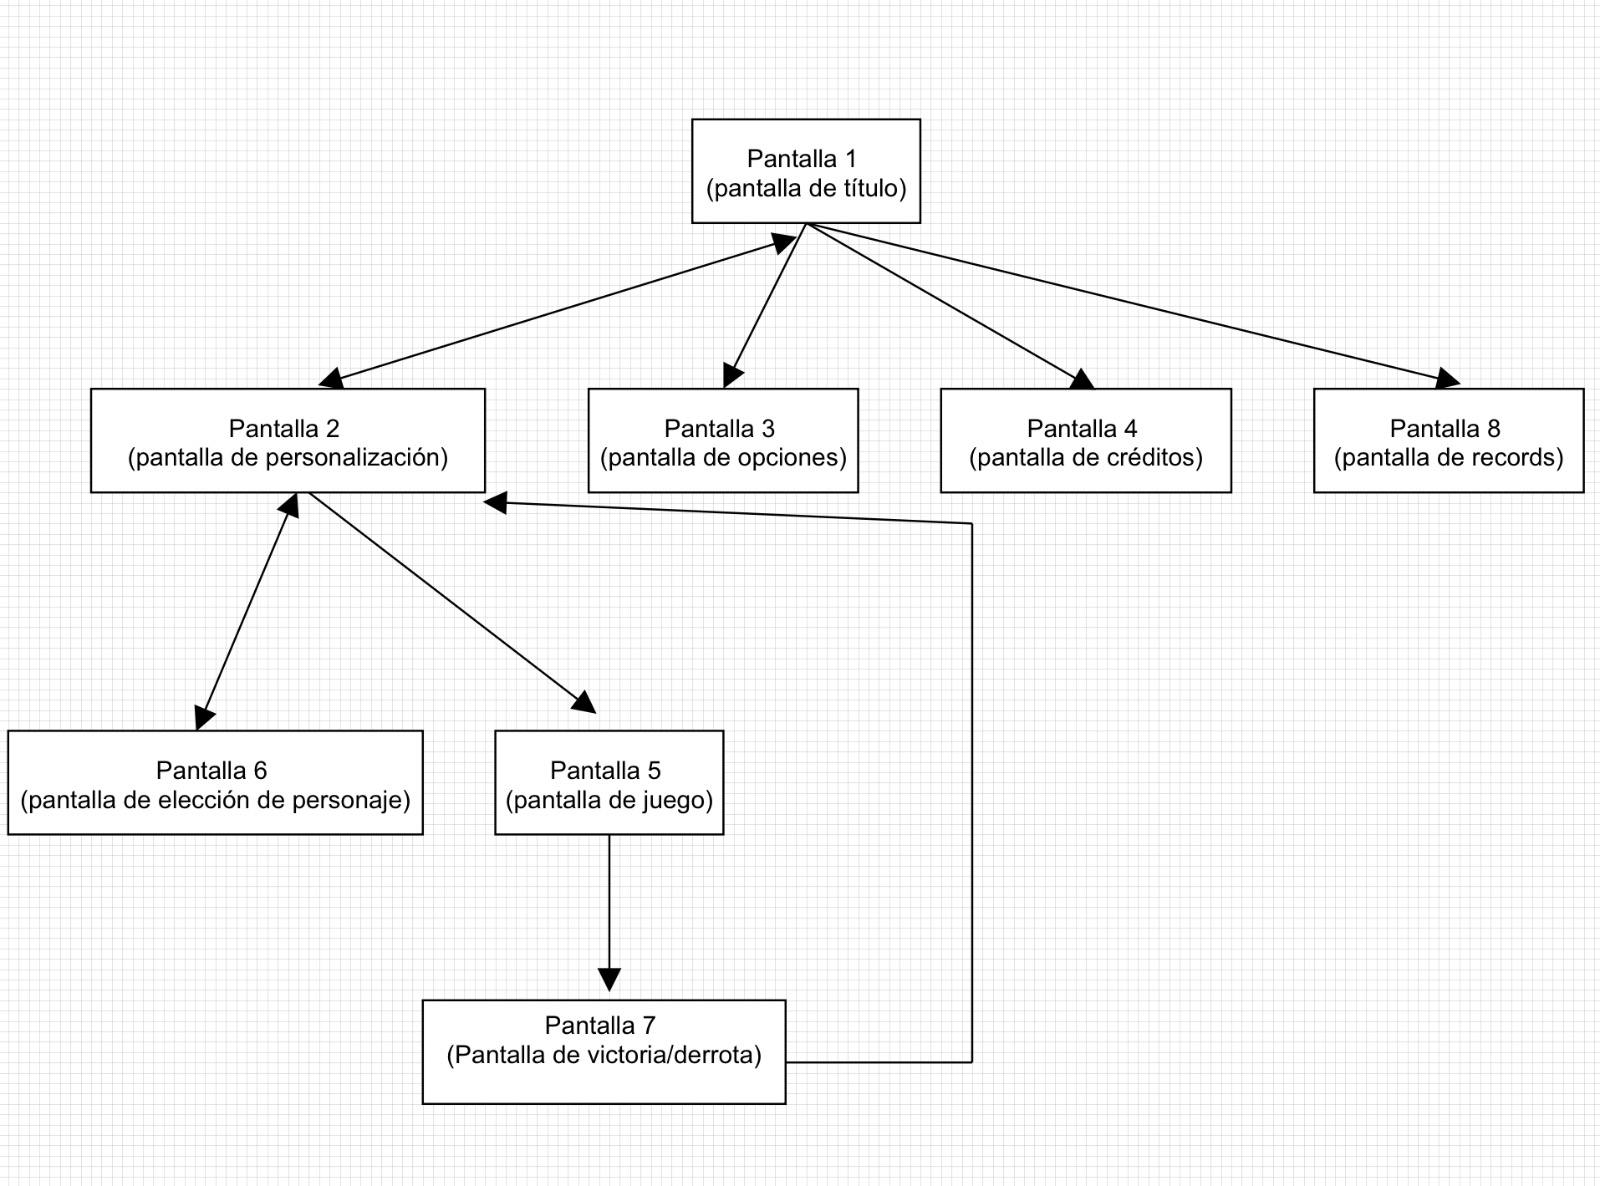 Pantalla 1
(pantalla de título)
Pantalla 2
(pantalla de personalización)
Pantalla 3
(pantalla de opciones)
Pantalla 4
(pantalla de créditos)
Pantalla 8
(pantalla de records)
Pantalla 6
(pantalla de elección de personaje)
Pantalla 5
(pantalla de juego)
Pantalla 7
(Pantalla de victoria/derrota)